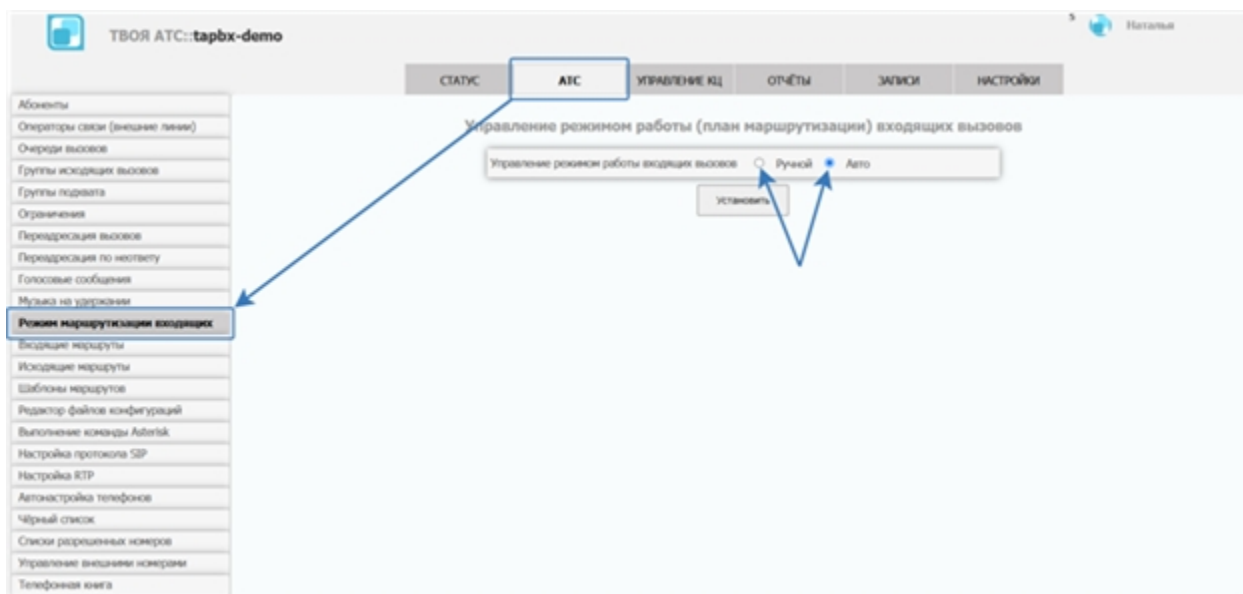 ТВОЯ АТС::tapbx-demo
5
Наталья
СТАТУС АТС УПРАВЛЕНИЕ КЦ ОТЧЁТЫ ЗАПИСИ НАСТРОЙКИ
Абоненты
Операторы связи (внешние линии)
Очереди вызовов
Группы исходящих вызовов
Группы подхвата
Ограничения
Переадресация вызовов
Переадресация по неответу
Голосовые сообщения
Музыка на удержании
Режим маршрутизации входящих
Входящие маршруты
Исходящие маршруты
Шаблоны маршрутов
Редактор файлов конфигураций
Выполнение команды Asterisk
Настройка протокола SIP
Настройка RTP
Автонастройка телефонов
Чёрный список
Списки разрешенных номеров
Управление внешними номерами
Телефонная книга
Управление режимом работы (план маршрутизации) входящих вызовов
Управление режимом работы входящих вызовов Ручной Авто
Установить